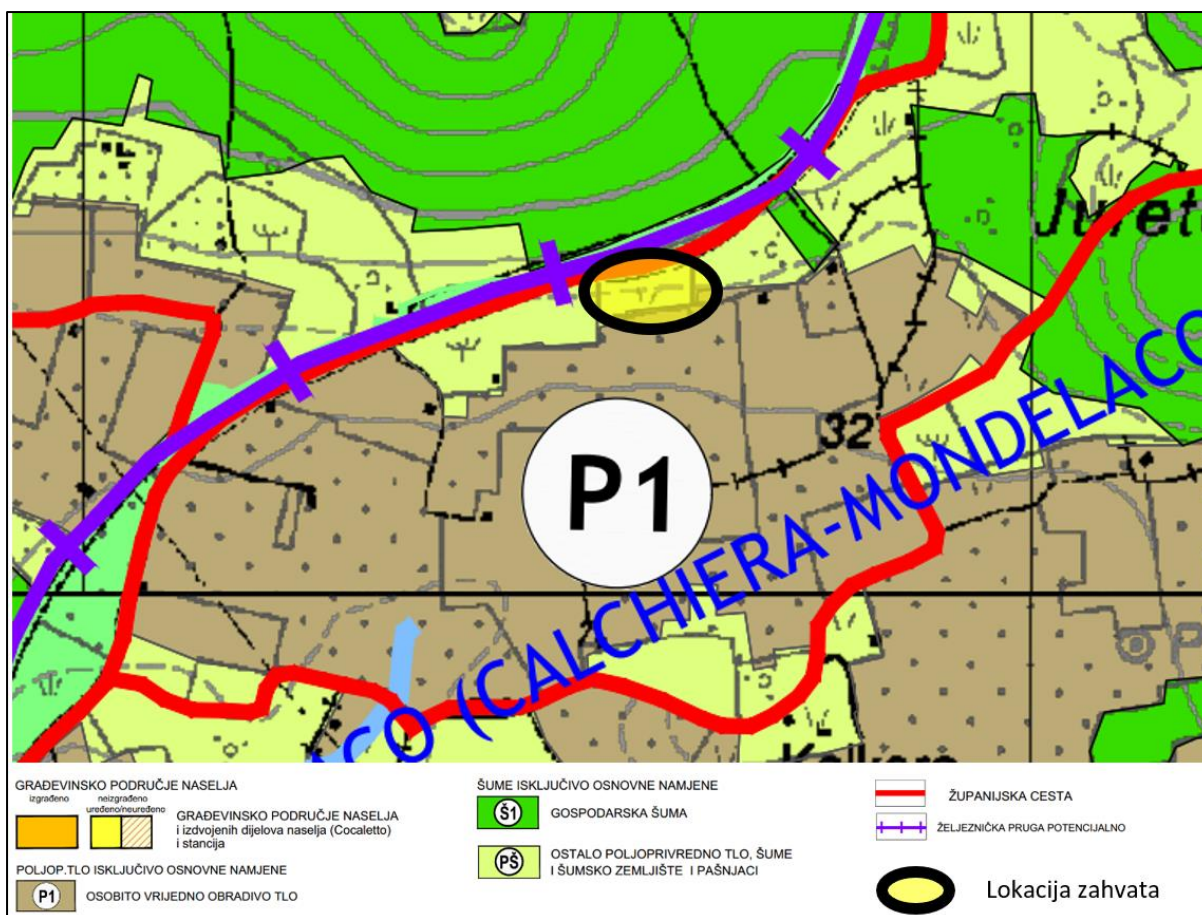 Juret
32
P1
CO (CALCHIERA-MONDELACO
GRAĐEVINSKO PODRUČJE NASELJA
izgrađeno
neizgrađeno
uređeno/neuređeno
GRAĐEVINSKO PODRUČJE NASELJA
i izdvojenih dijelova naselja (Cocaletto)
i stancija
POLJOP.TLO ISKLJUČIVO OSNOVNE NAMJENE
P1
OSOBITO VRIJEDNO OBRADIVO TLO
ŠUME ISKLJUČIVO OSNOVNE NAMJENE
Š1
GOSPODARSKA ŠUMA
PŠ
OSTALO POLJOPRIVREDNO TLO, ŠUME
I ŠUMSKO ZEMLJIŠTE I PAŠNJACI
ŽUPANIJSKA CESTA
ŽELJEZNIČKA PRUGA POTENCIJALNO
Lokacija zahvata